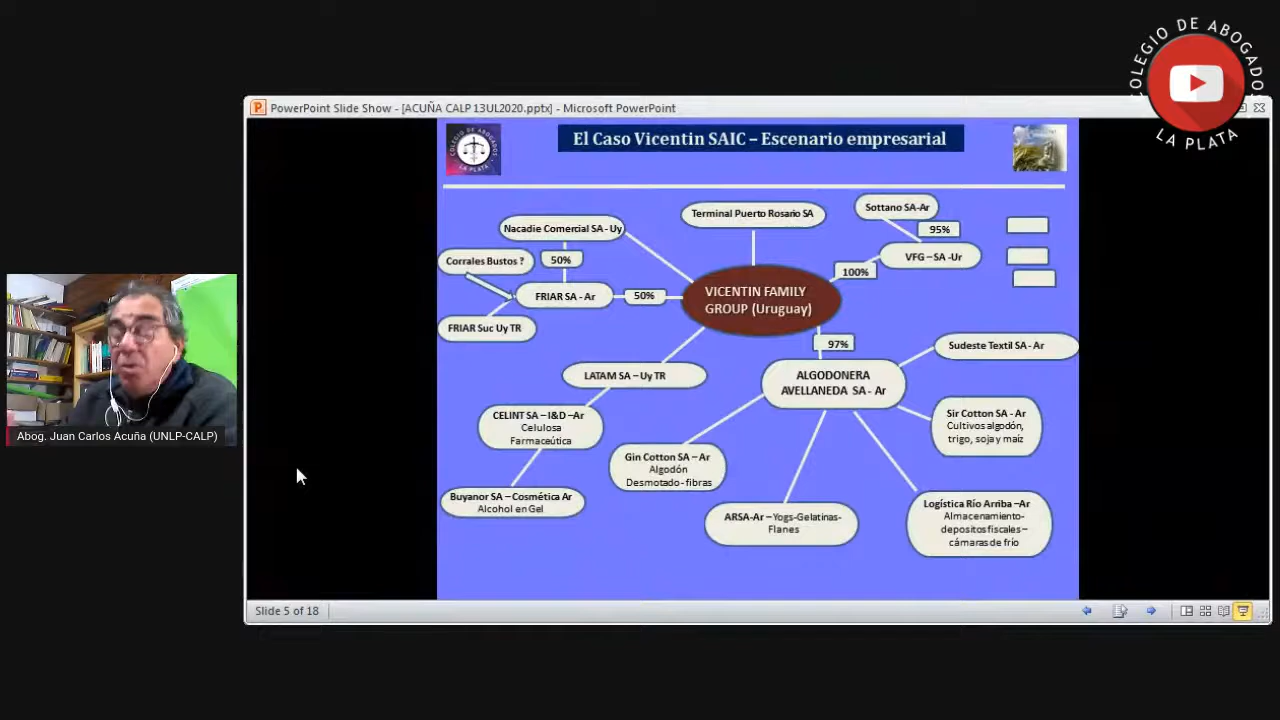 COLEGIO DE ABOGADOS
LA PLATA
PowerPoint Slide Show - [ACUÑA CALP 13UL2020.pptx] - Microsoft PowerPoint
COLEGIO DE ABOGADOS
LA PLATA
El Caso Vicentin SAIC – Escenario empresarial
Nacadie Comercial SA - Uy
Terminal Puerto Rosario SA
Sottano SA-Ar
95%
Corrales Bustos ?
50%
VFG – SA -Ur
100%
FRIAR SA - Ar
50%
VICENTIN FAMILY
GROUP (Uruguay)
FRIAR Suc Uy TR
97%
Sudeste Textil SA - Ar
LATAM SA – Uy TR
ALGODONERA
AVELLANEDA SA - Ar
CELINT SA – I&D –Ar
Celulosa
Farmaceútica
Sir Cotton SA - Ar
Cultivos algodón,
trigo, soja y maíz
Gin Cotton SA – Ar
Algodón
Desmotado - fibras
Buyanor SA – Cosmética Ar
Alcohol en Gel
ARSA-Ar – Yogs-Gelatinas-
Flanes
Logística Río Arriba –Ar
Almacenamiento-
depositos fiscales –
cámaras de frío
Abog. Juan Carlos Acuña (UNLP-CALP)
Slide 5 of 18